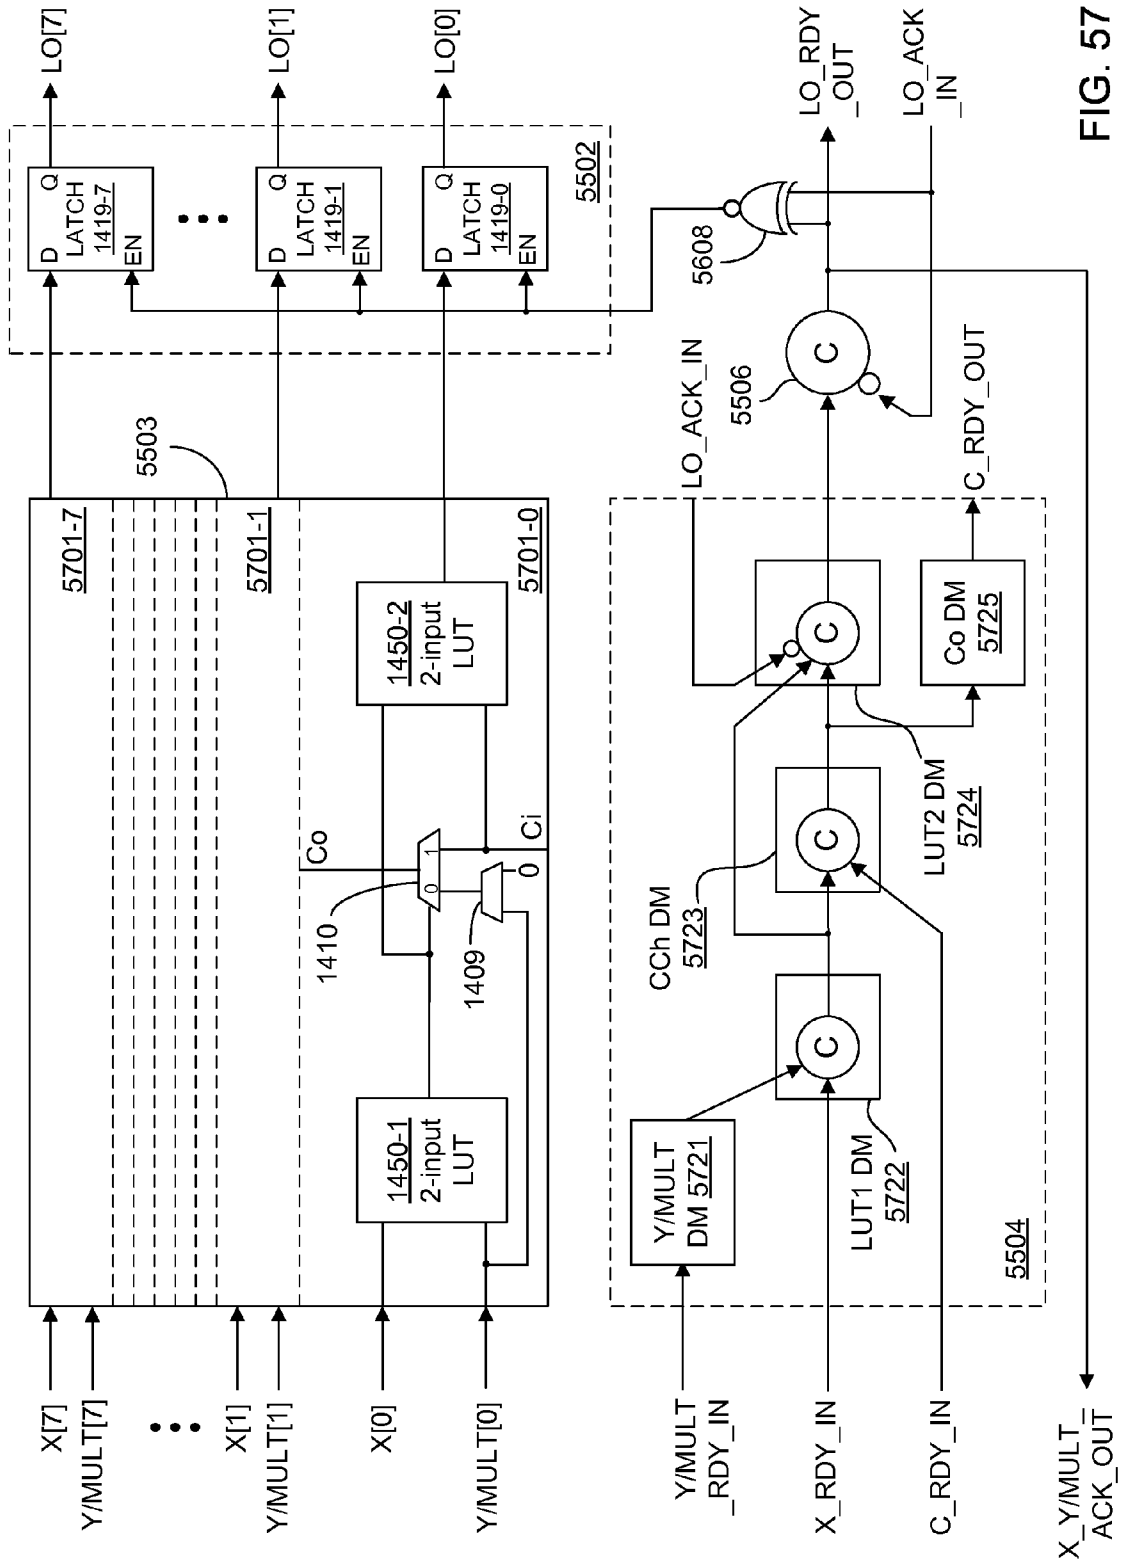 X[7]
Y/MULT[7]
X[1]
Y/MULT[1]
X[0]
Y/MULT[0]
1450-1
2-input
LUT
1409
1410
0
1
Co
Ci
0
1450-2
2-input
LUT
5701-7
5701-1
5701-0
5503
D
Q
LATCH
1419-7
EN
D
Q
LATCH
1419-1
EN
D
Q
LATCH
1419-0
EN
5502
LO[7]
LO[1]
LO[0]
Y/MULT
_RDY_IN
X_RDY_IN
C_RDY_IN
X_Y/MULT_
ACK_OUT
5504
Y/MULT
DM 5721
LUT1 DM
5722
C
CCh DM
5723
C
LUT2 DM
5724
C
Co DM
5725
LO_ACK_IN
C_RDY_OUT
5506
C
5608
LO_RDY
_OUT
LO_ACK
_IN
FIG. 57